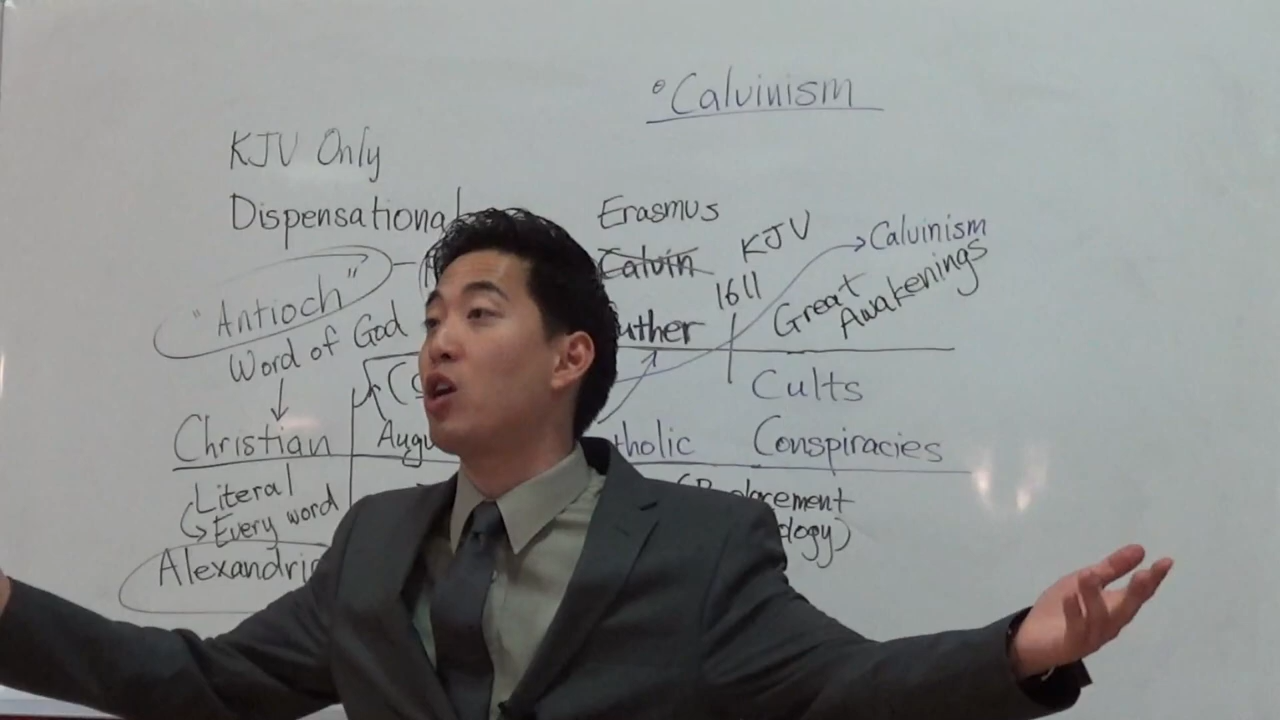 °Calvinism
KJV Only
Dispensational
Erasmus
Calvin
KJV
1611
Calvinism
Great
Awakenings
"Antioch"
Word of God
Cults
Christian
Conspiracies
Literal
Every word